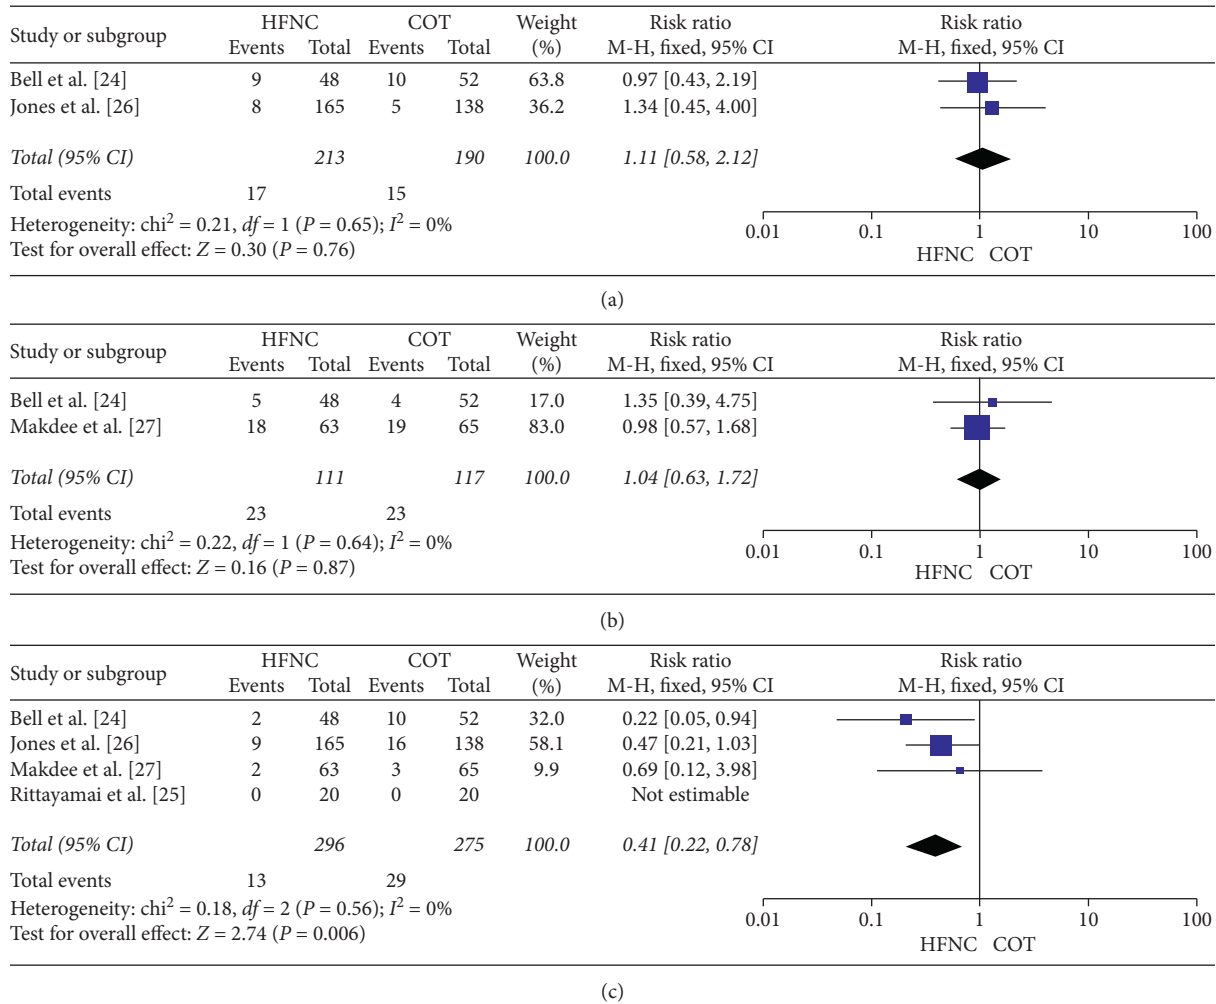 Study or subgroup HFNC COT Weight Risk ratio Risk ratio
Events Total Events Total (%) M-H, fixed, 95% CI M-H, fixed, 95% CI
Bell et al. [24] 9 48 10 52 63.8 0.97 [0.43, 2.19]
Jones et al. [26] 8 165 5 138 36.2 1.34 [0.45, 4.00]
Total (95% CI) 213 190 100.0 1.11 [0.58, 2.12]
Total events 17 15
Heterogeneity: chi² = 0.21, df = 1 (P = 0.65); I² = 0%
Test for overall effect: Z = 0.30 (P = 0.76)
0.01 0.1 1 10 100
HFNC COT
(a)
Study or subgroup HFNC COT Weight Risk ratio Risk ratio
Events Total Events Total (%) M-H, fixed, 95% CI M-H, fixed, 95% CI
Bell et al. [24] 5 48 4 52 17.0 1.35 [0.39, 4.75]
Makdee et al. [27] 18 63 19 65 83.0 0.98 [0.57, 1.68]
Total (95% CI) 111 117 100.0 1.04 [0.63, 1.72]
Total events 23 23
Heterogeneity: chi² = 0.22, df = 1 (P = 0.64); I² = 0%
Test for overall effect: Z = 0.16 (P = 0.87)
0.01 0.1 1 10 100
HFNC COT
(b)
Study or subgroup HFNC COT Weight Risk ratio Risk ratio
Events Total Events Total (%) M-H, fixed, 95% CI M-H, fixed, 95% CI
Bell et al. [24] 2 48 10 52 32.0 0.22 [0.05, 0.94]
Jones et al. [26] 9 165 16 138 58.1 0.47 [0.21, 1.03]
Makdee et al. [27] 2 63 3 65 9.9 0.69 [0.12, 3.98]
Rittayamai et al. [25] 0 20 0 20 Not estimable
Total (95% CI) 296 275 100.0 0.41 [0.22, 0.78]
Total events 13 29
Heterogeneity: chi² = 0.18, df = 2 (P = 0.56); I² = 0%
Test for overall effect: Z = 2.74 (P = 0.006)
0.01 0.1 1 10 100
HFNC COT
(c)